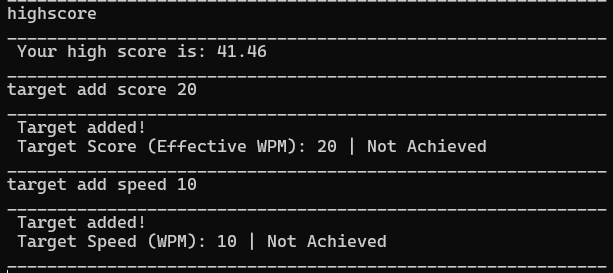 highscore
____________________________________________________________
Your high score is: 41.46
____________________________________________________________
target add score 20
____________________________________________________________
Target added!
Target Score (Effective WPM): 20 | Not Achieved
____________________________________________________________
target add speed 10
____________________________________________________________
Target added!
Target Speed (WPM): 10 | Not Achieved
____________________________________________________________